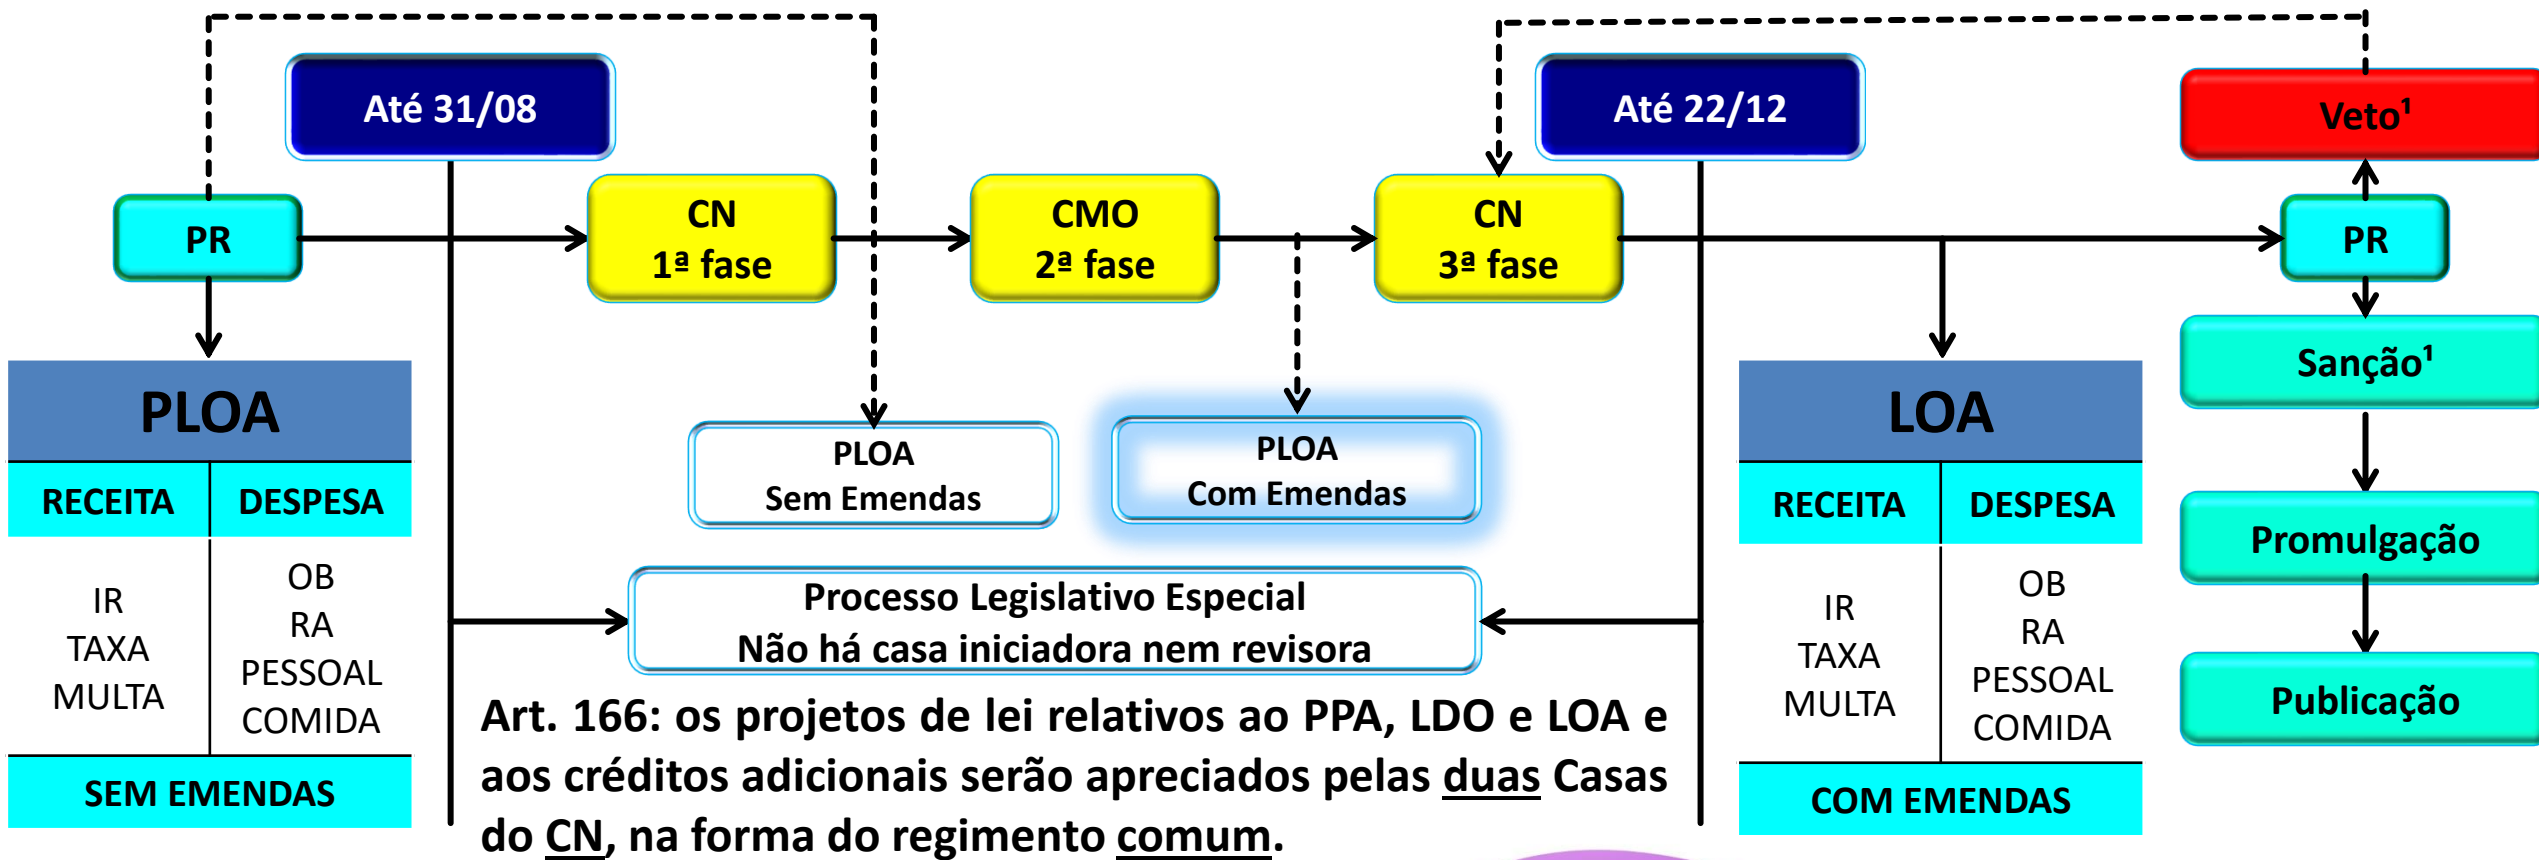 Até 31/08
Até 22/12
Veto¹
PR
CN
1ª fase
CMO
2ª fase
CN
3ª fase
PR
Sanção¹
PLOA
RECEITA DESPESA
IR
TAXA
MULTA
OB
RA
PESSOAL
COMIDA
SEM EMENDAS
PLOA
Sem Emendas
PLOA
Com Emendas
LOA
RECEITA DESPESA
IR
TAXA
MULTA
OB
RA
PESSOAL
COMIDA
COM EMENDAS
Promulgação
Publicação
Processo Legislativo Especial
Não há casa iniciadora nem revisora
Art. 166: os projetos de lei relativos ao PPA, LDO e LOA e
aos créditos adicionais serão apreciados pelas duas Casas
do CN, na forma do regimento comum.